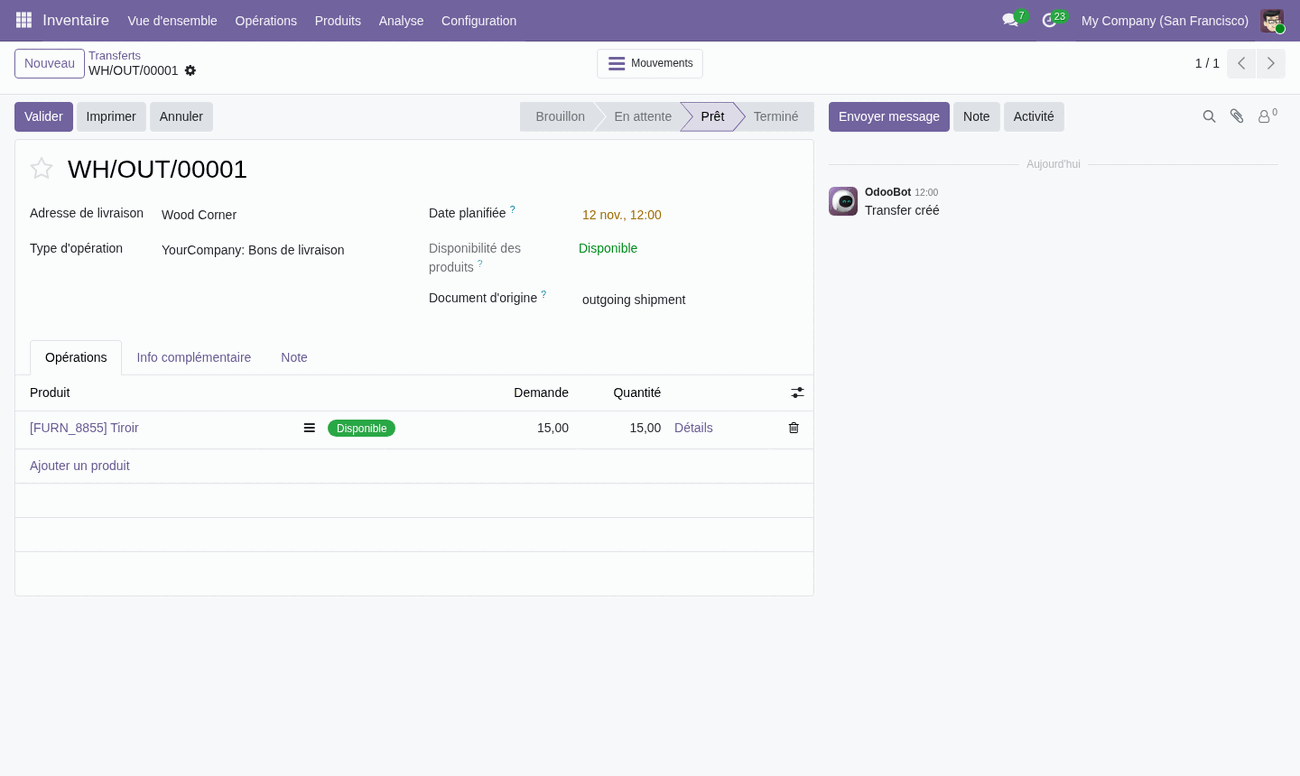 Inventaire Vue d'ensemble Opérations Produits Analyse Configuration 7 23 My Company (San Francisco)
Nouveau Transferts
WH/OUT/00001
Mouvements
1 / 1
Valider Imprimer Annuler
Brouillon En attente Prêt Terminé
Envoyer message Note Activité 0
WH/OUT/00001
Adresse de livraison Wood Corner
Type d'opération YourCompany: Bons de livraison
Date planifiée ? 12 nov., 12:00
Disponibilité des
produits ? Disponible
Document d'origine ? outgoing shipment
Opérations Info complémentaire Note
Produit Demande Quantité
[FURN_8855] Tiroir Disponible 15,00 15,00 Détails
Ajouter un produit
Aujourd'hui
OdooBot 12:00
Transfer créé